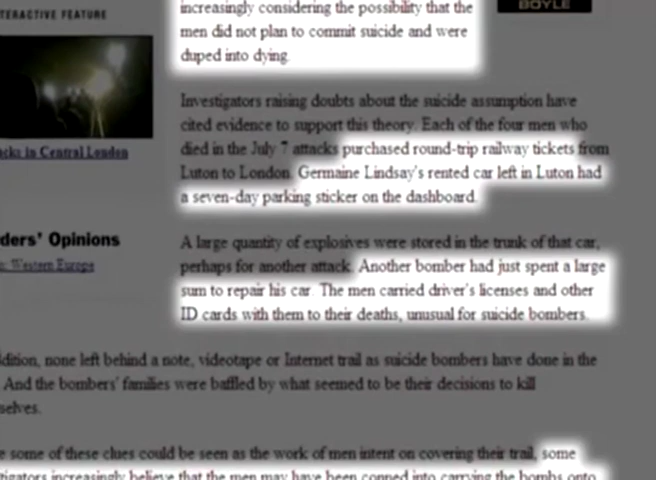 TERACTIVE FEATURE
BOYLE
increasingly considering the possibility that the
men did not plan to commit suicide and were
duped into dying.
Investigators raising doubts about the suicide assumption have
cited evidence to support this theory. Each of the four men who
died in the July 7 attacks purchased round-trip railway tickets from
Luton to London. Germaine Lindsay's rented car left in Luton had
a seven-day parking sticker on the dashboard.
acks in Central London
A large quantity of explosives were stored in the trunk of that car,
perhaps for another attack. Another bomber had just spent a large
sum to repair his car. The men carried driver's licenses and other
ID cards with them to their deaths, unusual for suicide bombers.
ders' Opinions
Western Europe
dition, none left behind a note, videotape or Internet trail as suicide bombers have done in the
And the bombers' families were baffled by what seemed to be their decisions to kill
selves.
e some of these clues could be seen as the work of men intent on covering their trail, some
tigators increasingly believe that the men may have been conned into carrying the bombs onto